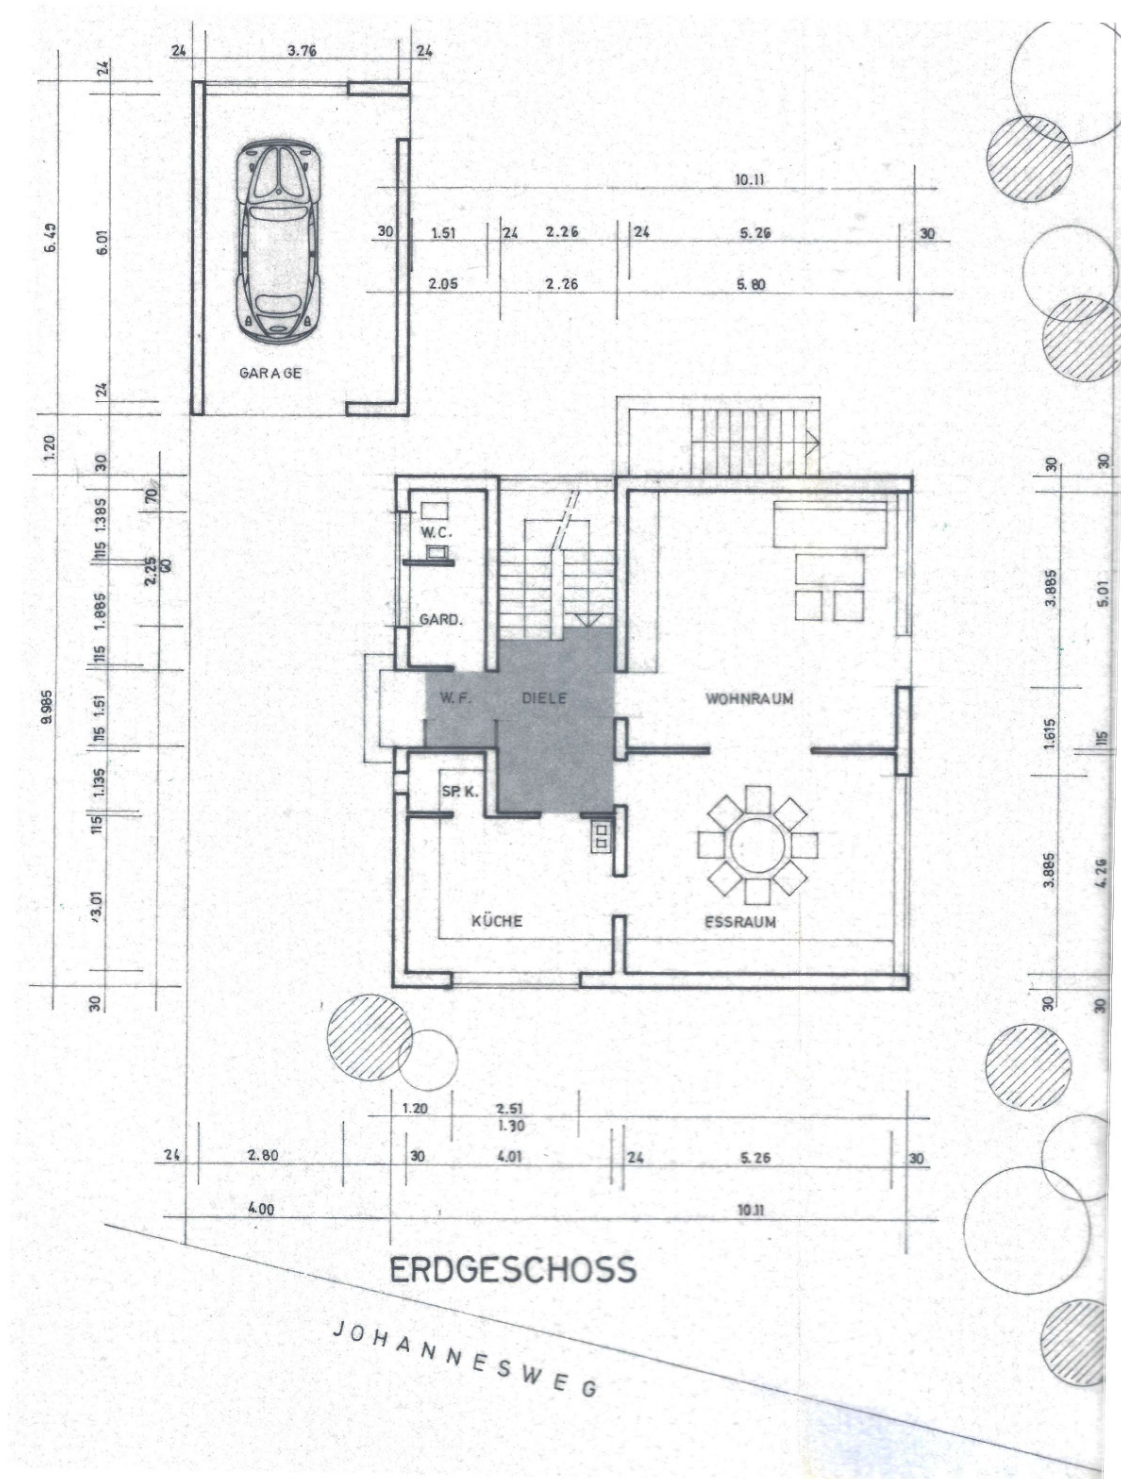 24 3.76 24
24
6.49
6.01
24
1.20
10.11
30 1.51 24 2.26 24 5.26 30
2.05 2.26 5.80
GARAGE
30
70
1.385
115
2.25
60
1.885
115
1.51
115
1.135
115
3.01
30
9.985
W.C.
GARD.
W.F. DIELE WOHNRAUM
SP.K.
KÜCHE ESSRAUM
30 30
3.885 5.01
1.615 115
3.885 4.26
30 30
1.20 2.51
1.30
24 2.80 30 4.01 24 5.26 30
4.00 10.11
ERDGESCHOSS
JOHANNESWEG